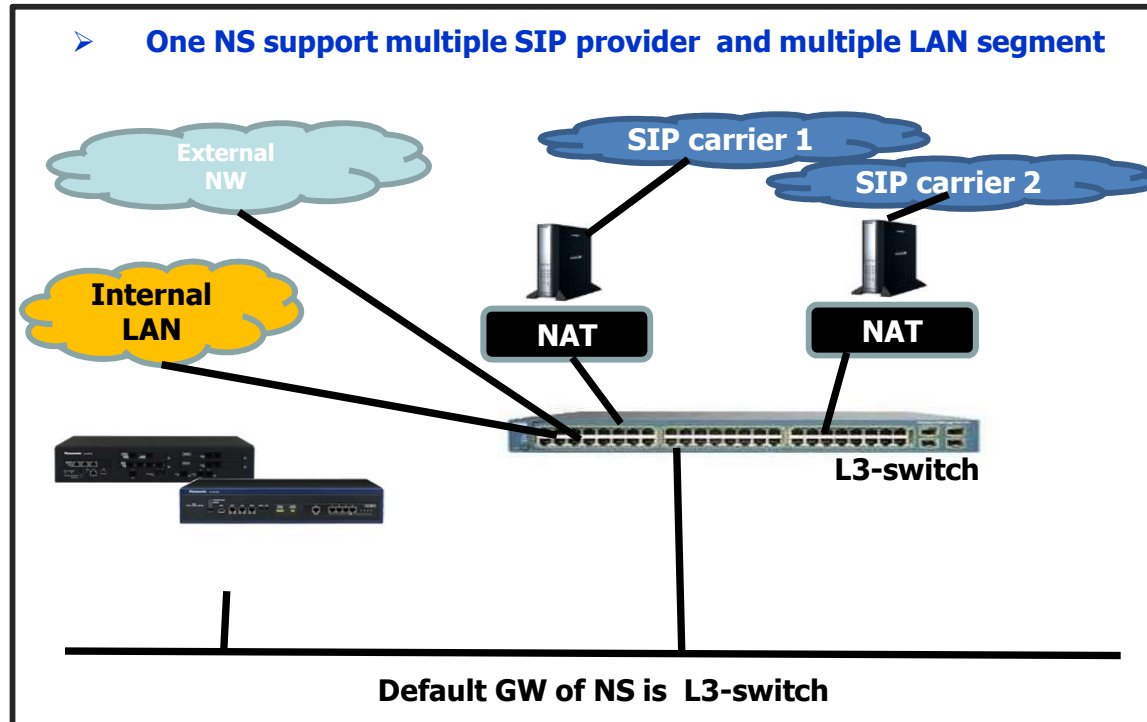 ➢ One NS support multiple SIP provider and multiple LAN segment
External
NW
SIP carrier 1
SIP carrier 2
Internal
LAN
NAT
NAT
L3-switch
Default GW of NS is L3-switch